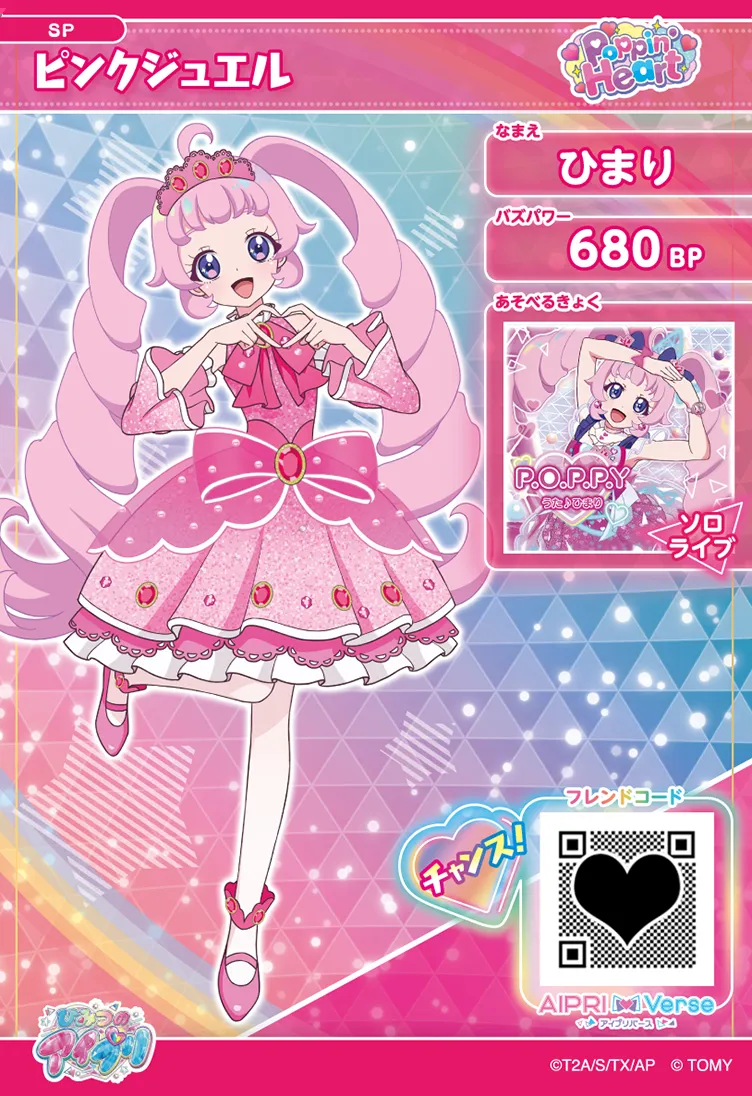 SP
ピンクジュエル
Poppin'
Heart
なまえ
ひまり
バズパワー
680 BP
あそべるきょく
P.O.P.P.Y
うた♪ひまり
ソロ
ライブ
フレンドコード
チャンス!
AIPRI Verse
アイプリバース
ひみつの
アイプリ
©T2A/S/TX/AP © TOMY